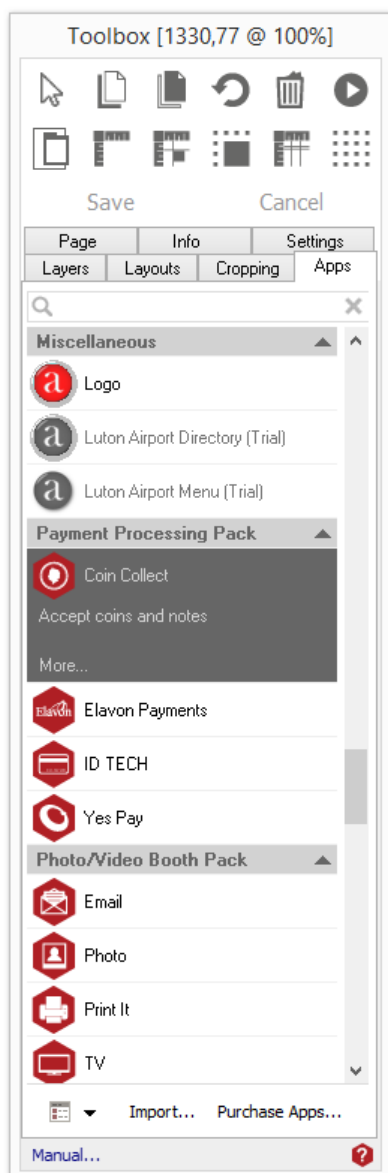 Toolbox [1330,77 @ 100%]
Save Cancel
Page Info Settings
Layers Layouts Cropping Apps
Miscellaneous
a Logo
a Luton Airport Directory (Trial)
a Luton Airport Menu (Trial)
Payment Processing Pack
Coin Collect
Accept coins and notes
More...
Elavon Elavon Payments
ID TECH
Yes Pay
Photo/Video Booth Pack
Email
Photo
Print It
TV
Import... Purchase Apps...
Manual... ?